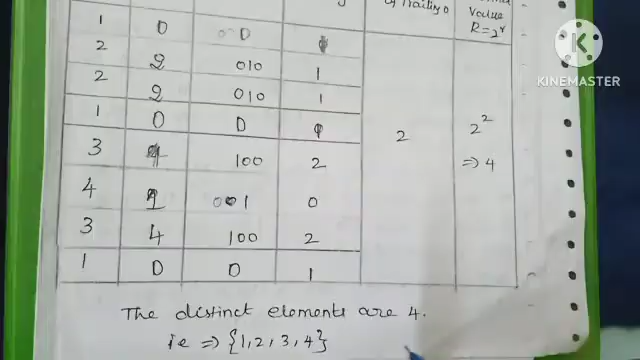 of Trailing 0
Value
R=2^r
KINEMASTER
1 0 0
2 2 010 1
2 2 010 1
1 0 0
3 4 100 2 2 2^2
⇒ 4
4 1 001 0
3 4 100 2
1 0 0 1
The distinct elements are 4.
ie ⇒ {1, 2, 3, 4}